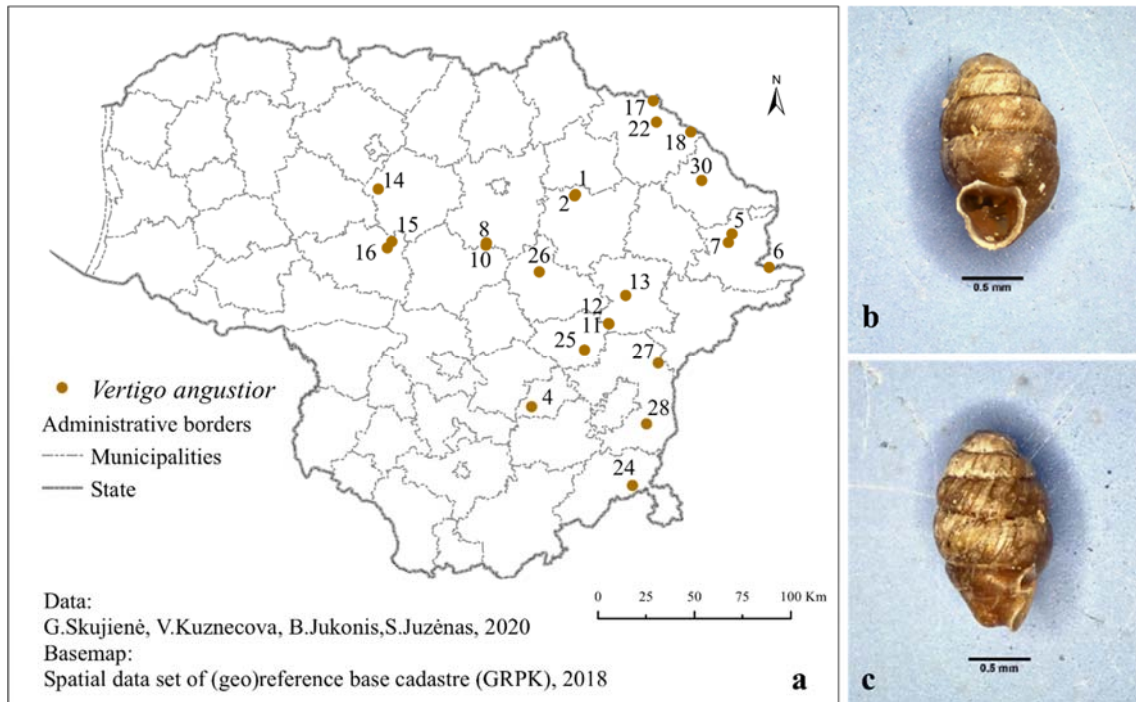 N
17
22
18
14
1
2
30
15
16
8
10
5
7
6
26
13
12
11
25
27
4
28
24
Vertigo angustior
Administrative borders
Municipalities
State
0 25 50 75 100 Km
Data:
G.Skujienė, V.Kuznecova, B.Jukonis,S.Juzėnas, 2020
Basemap:
Spatial data set of (geo)reference base cadastre (GRPK), 2018
a
0.5 mm
b
0.5 mm
c